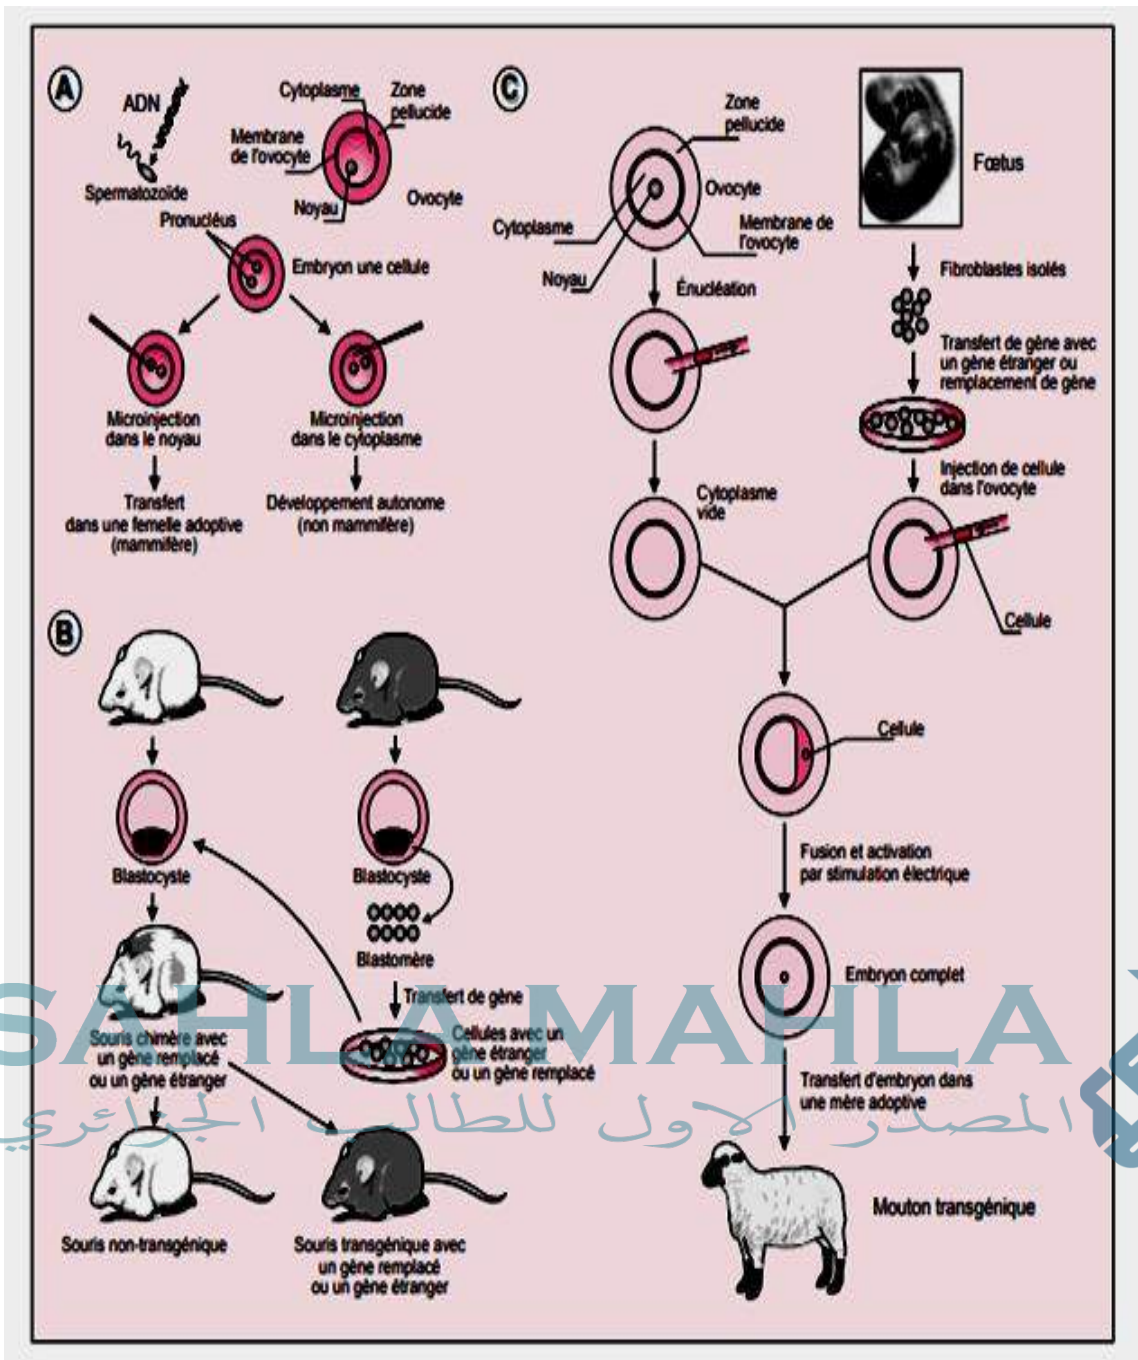 A
ADN
Spermatozoïde
Cytoplasme
Zone
pellucide
Membrane
de l'ovocyte
Noyau
Ovocyte
Pronucléus
Embryon une cellule
Microinjection
dans le noyau
Microinjection
dans le cytoplasme
Transfert
dans une femelle adoptive
(mammifère)
Développement autonome
(non mammifère)
B
Blastocyste
Blastocyste
Blastomère
Transfert de gène
Cellules avec un
gène étranger
ou un gène remplacé
Souris chimère avec
un gène remplacé
ou un gène étranger
Souris non-transgénique
Souris transgénique avec
un gène remplacé
ou un gène étranger
C
Zone
pellucide
Ovocyte
Cytoplasme
Membrane de
l'ovocyte
Noyau
Énucléation
Cytoplasme
vide
Fœtus
Fibroblastes isolés
Transfert de gène avec
un gène étranger ou
remplacement de gène
Injection de cellule
dans l'ovocyte
Cellule
Cellule
Fusion et activation
par stimulation électrique
Embryon complet
Transfert d'embryon dans
une mère adoptive
Mouton transgénique
SAHLA MAHLA
المصدر الاول للطالب الجزائري